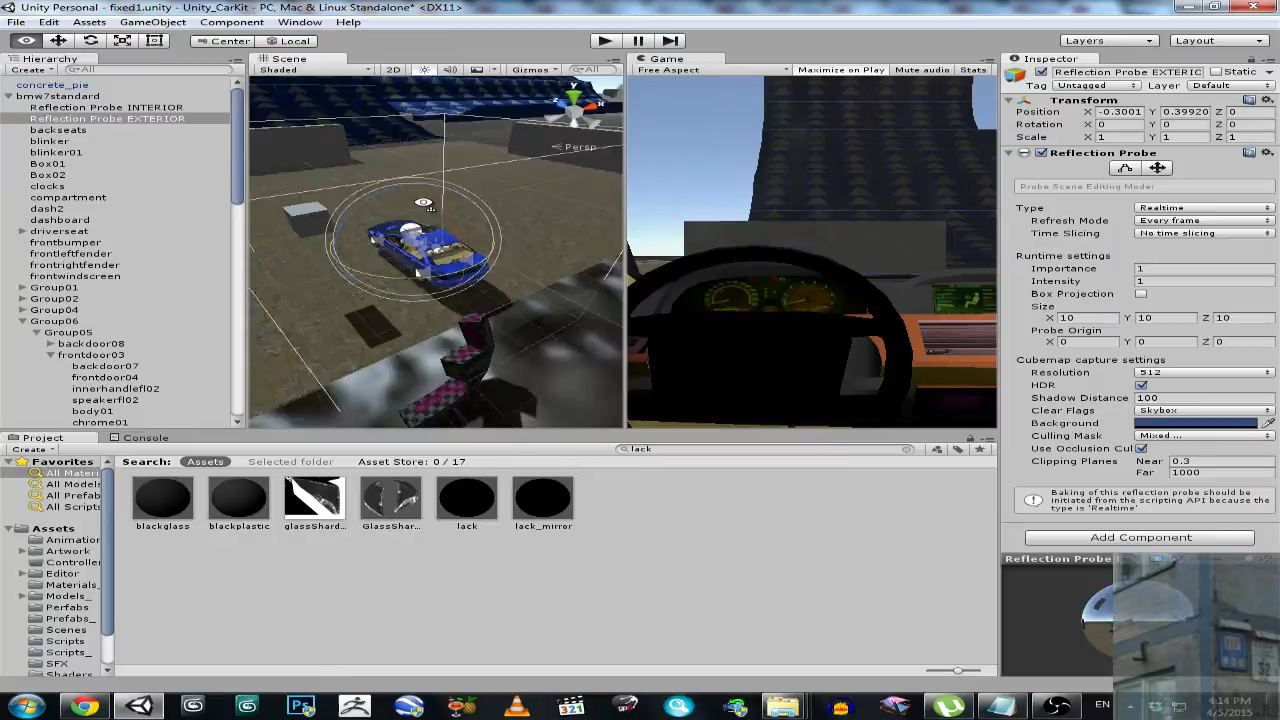 Unity Personal - fixed1.unity - Unity_CarKit - PC, Mac & Linux Standalone* <DX11>
File Edit Assets GameObject Component Window Help
Center Local Layers Layout
Hierarchy
Create All
concrete_pie
bmw7standard
Reflection Probe INTERIOR
Reflection Probe EXTERIOR
backseats
blinker
blinker01
Box01
Box02
clocks
compartment
dash2
dashboard
driverseat
frontbumper
frontleftfender
frontrightfender
frontwindscreen
Group01
Group02
Group04
Group06
Group05
backdoor08
frontdoor03
backdoor07
frontdoor04
innerhandlefl02
speakerfl02
body01
chrome01
Scene
Shaded 2D Gizmos All
y
x
z
Persp
Game
Free Aspect Maximize on Play Mute audio Stats
Inspector
Reflection Probe EXTERIC Static
Tag Untagged Layer Default
Transform
Position X -0.3001 Y 0.39920 Z 0
Rotation X 0 Y 0 Z 0
Scale X 1 Y 1 Z 1
Reflection Probe
Probe Scene Editing Mode:
Type Realtime
Refresh Mode Every frame
Time Slicing No time slicing
Runtime settings
Importance 1
Intensity 1
Box Projection
Size
X 10 Y 10 Z 10
Probe Origin
X 0 Y 0 Z 0
Cubemap capture settings
Resolution 512
HDR
Shadow Distance 100
Clear Flags Skybox
Background
Culling Mask Mixed ...
Use Occlusion Cul
Clipping Planes Near 0.3
Far 1000
Baking of this reflection probe should be
initiated from the scripting API because the
type is 'Realtime'
Add Component
Reflection Probe
Project Console
Create lack
Favorites
All Materi
All Models
All Prefab
All Scripts
Assets
Animation
Artwork
Controller
Editor
Materials_
Models_
Perfabs
Prefabs_
Scenes
Scripts
Scripts_
SFX
Shaders
Search: Assets Selected folder Asset Store: 0 / 17
blackglass blackplastic glassShard... GlassShar... lack lack_mirror
321
EN
4:14 PM
4/5/2015
32